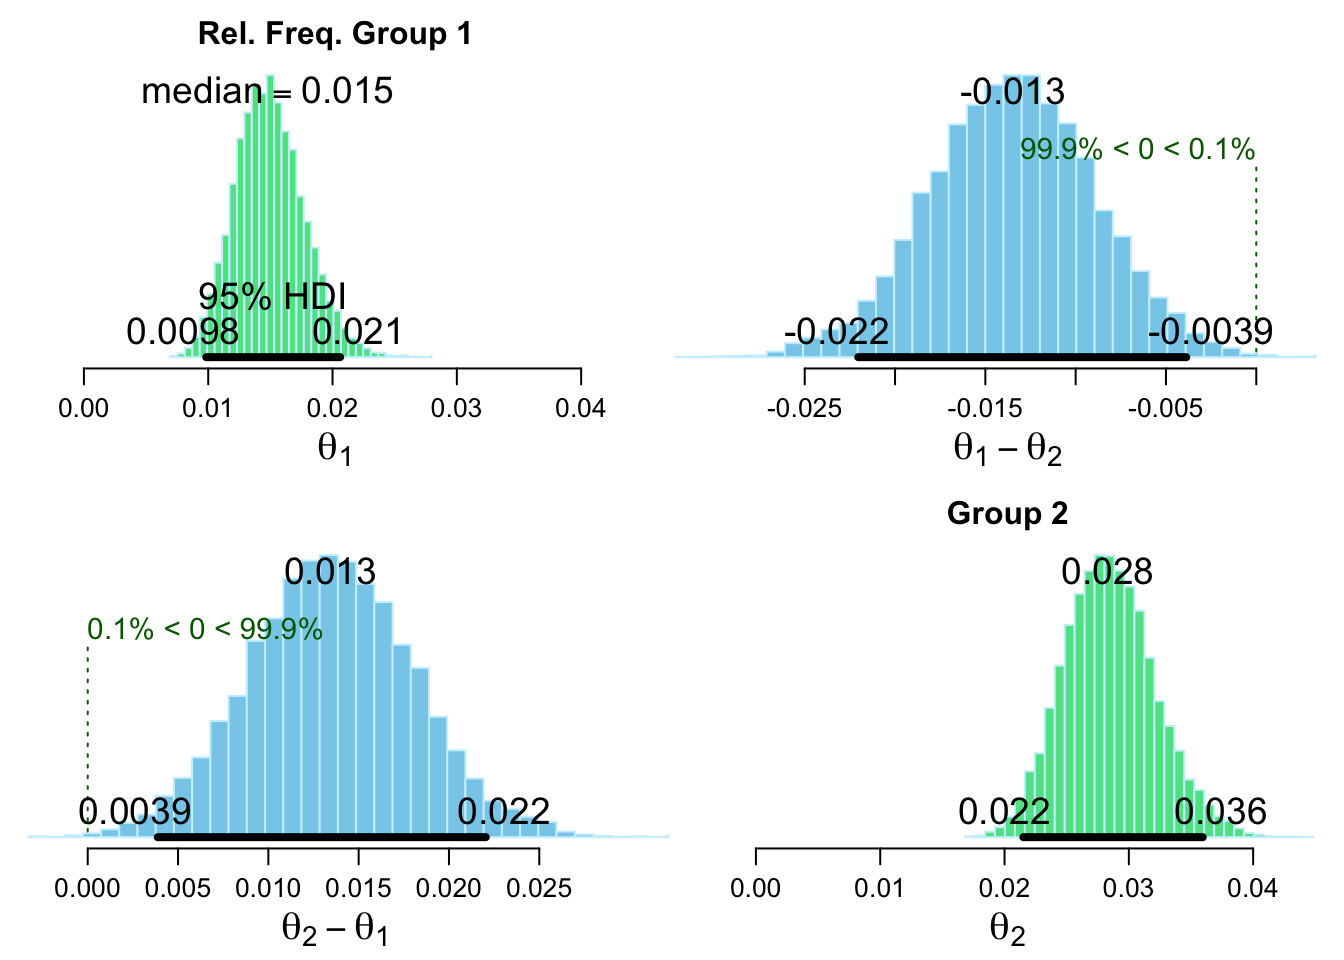 Rel. Freq. Group 1
median = 0.015
95% HDI
0.0098 0.021
0.00 0.01 0.02 0.03 0.04
θ1
-0.013
99.9% < 0 < 0.1%
-0.022 -0.0039
-0.025 -0.015 -0.005
θ1 – θ2
0.013
0.1% < 0 < 99.9%
0.0039 0.022
0.000 0.005 0.010 0.015 0.020 0.025
θ2 – θ1
Group 2
0.028
0.022 0.036
0.00 0.01 0.02 0.03 0.04
θ2